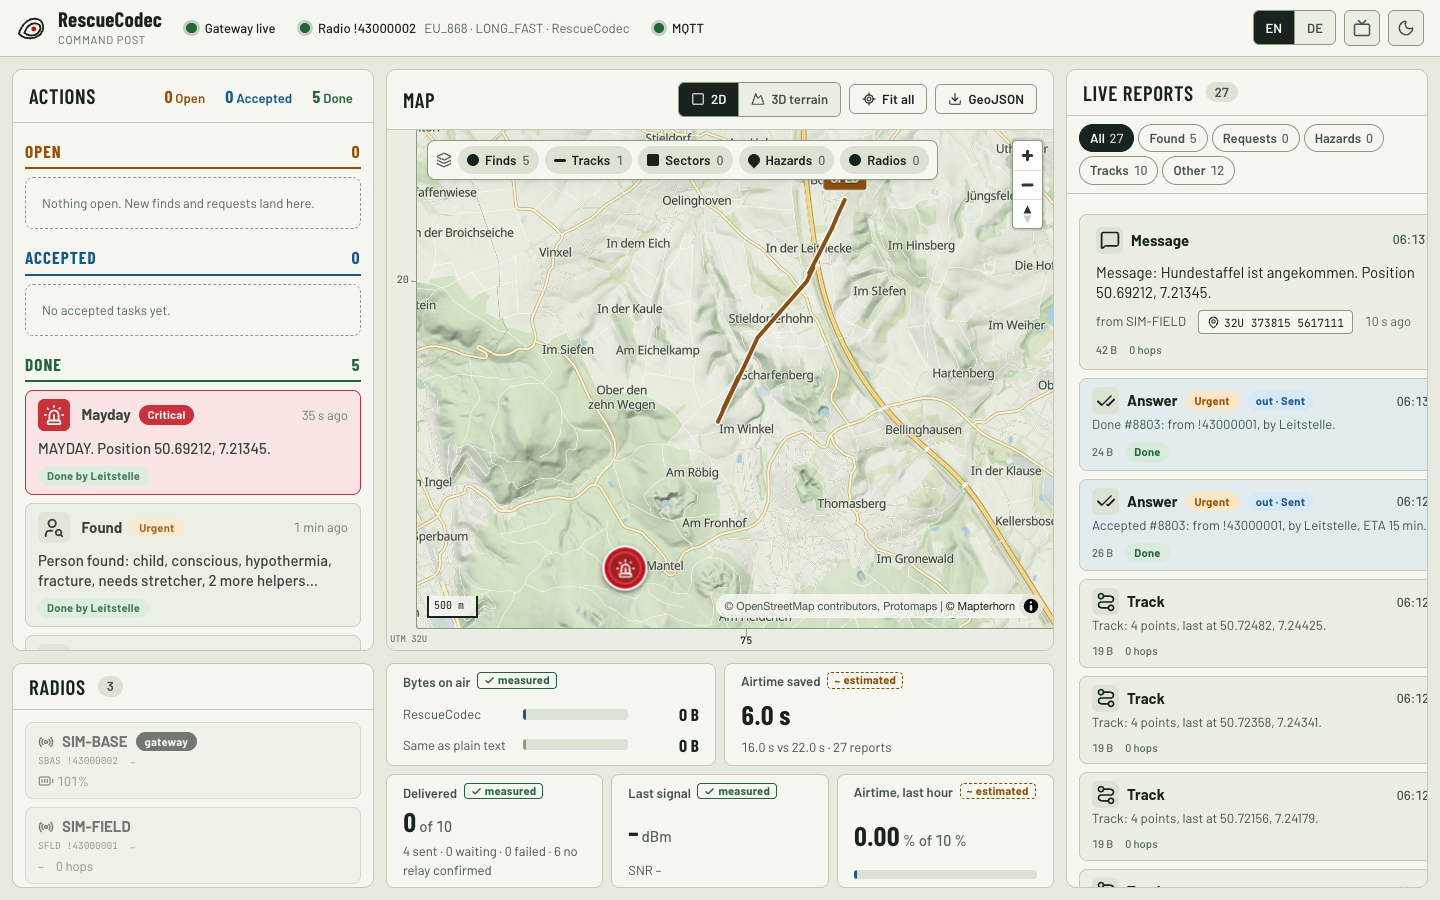 RescueCodec
COMMAND POST
Gateway live
Radio !43000002 EU_868 · LONG_FAST · RescueCodec
MQTT
EN
DE
ACTIONS
0 Open
0 Accepted
5 Done
OPEN
0
Nothing open. New finds and requests land here.
ACCEPTED
0
No accepted tasks yet.
DONE
5
Mayday
Critical
35 s ago
MAYDAY. Position 50.69212, 7.21345.
Done by Leitstelle
Found
Urgent
1 min ago
Person found: child, conscious, hypothermia,
fracture, needs stretcher, 2 more helpers...
Done by Leitstelle
RADIOS
3
SIM-BASE
gateway
SBAS !43000002 –
101%
SIM-FIELD
SFLD !43000001 –
– 0 hops
MAP
2D
3D terrain
Fit all
GeoJSON
Finds 5
Tracks 1
Sectors 0
Hazards 0
Radios 0
Stieldorf
affenwiese
Oelinghoven
Jüngsfel
n der Broichseiche
Vinxel
In dem Eich
In der Leimecke
Im Hinsberg
Die Hof
20
tein
In der Kaule
Im SIefen
Stieldorferhohn
Im Weiher
Im Siefen
Am Eichelkamp
Scharfenberg
Hartenberg
Ob
Ober den
zehn Wegen
Im Winkel
Bellinghausen
n Ingel
Am Röbig
In der Klause
Thomasberg
Am Fronhof
Kellersbose
sperbaum
Im Gronewald
Mantel
500 m
© OpenStreetMap contributors, Protomaps | © Mapterhorn
UTM 32U
75
Bytes on air
measured
RescueCodec
0 B
Same as plain text
0 B
Airtime saved
~ estimated
6.0 s
16.0 s vs 22.0 s · 27 reports
Delivered
measured
0 of 10
4 sent · 0 waiting · 0 failed · 6 no
relay confirmed
Last signal
measured
– dBm
SNR –
Airtime, last hour
~ estimated
0.00 % of 10 %
LIVE REPORTS
27
All 27
Found 5
Requests 0
Hazards 0
Tracks 10
Other 12
Message
06:13
Message: Hundestaffel ist angekommen. Position
50.69212, 7.21345.
from SIM-FIELD
32U 373815 5617111
10 s ago
42 B 0 hops
Answer
Urgent
out · Sent
06:13
Done #8803: from !43000001, by Leitstelle.
24 B
Done
Answer
Urgent
out · Sent
06:12
Accepted #8803: from !43000001, by Leitstelle, ETA 15 min.
26 B
Done
Track
06:12
Track: 4 points, last at 50.72482, 7.24425.
19 B 0 hops
Track
06:12
Track: 4 points, last at 50.72358, 7.24341.
19 B 0 hops
Track
06:12
Track: 4 points, last at 50.72156, 7.24179.
19 B 0 hops